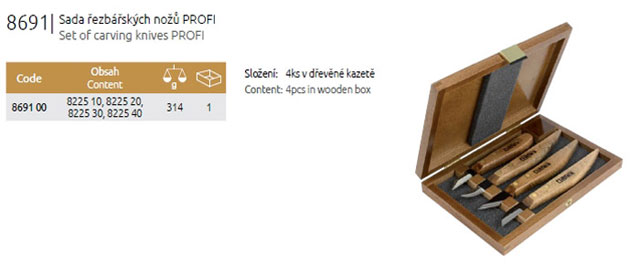 8691 Sada řezbářských nožů PROFI
Set of carving knives PROFI
Code Obsah Content g
8691 00 8225 10, 8225 20, 314 1
8225 30, 8225 40
Složení: 4ks v dřevěné kazetě
Content: 4pcs in wooden box